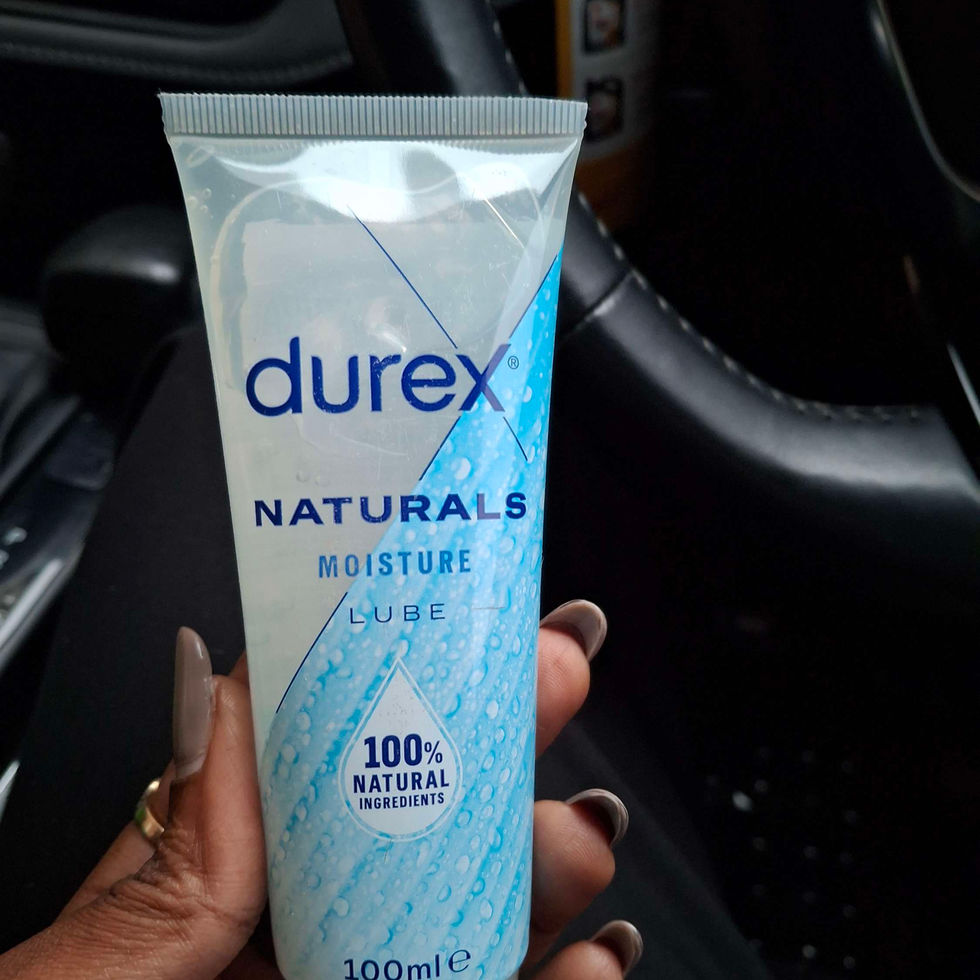 durex®
NATURALS
MOISTURE
LUBE
100%
NATURAL
INGREDIENTS
100ml e